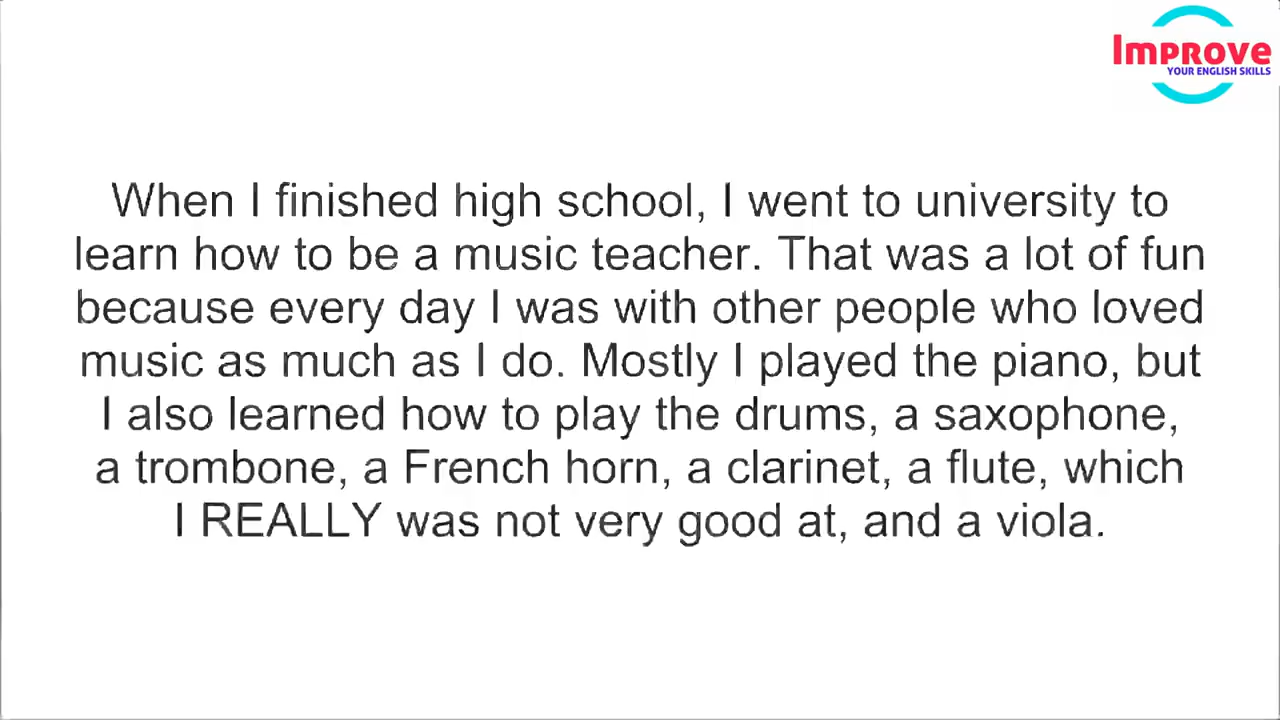 Improve
YOUR ENGLISH SKILLS
When I finished high school, I went to university to
learn how to be a music teacher. That was a lot of fun
because every day I was with other people who loved
music as much as I do. Mostly I played the piano, but
I also learned how to play the drums, a saxophone,
a trombone, a French horn, a clarinet, a flute, which
I REALLY was not very good at, and a viola.